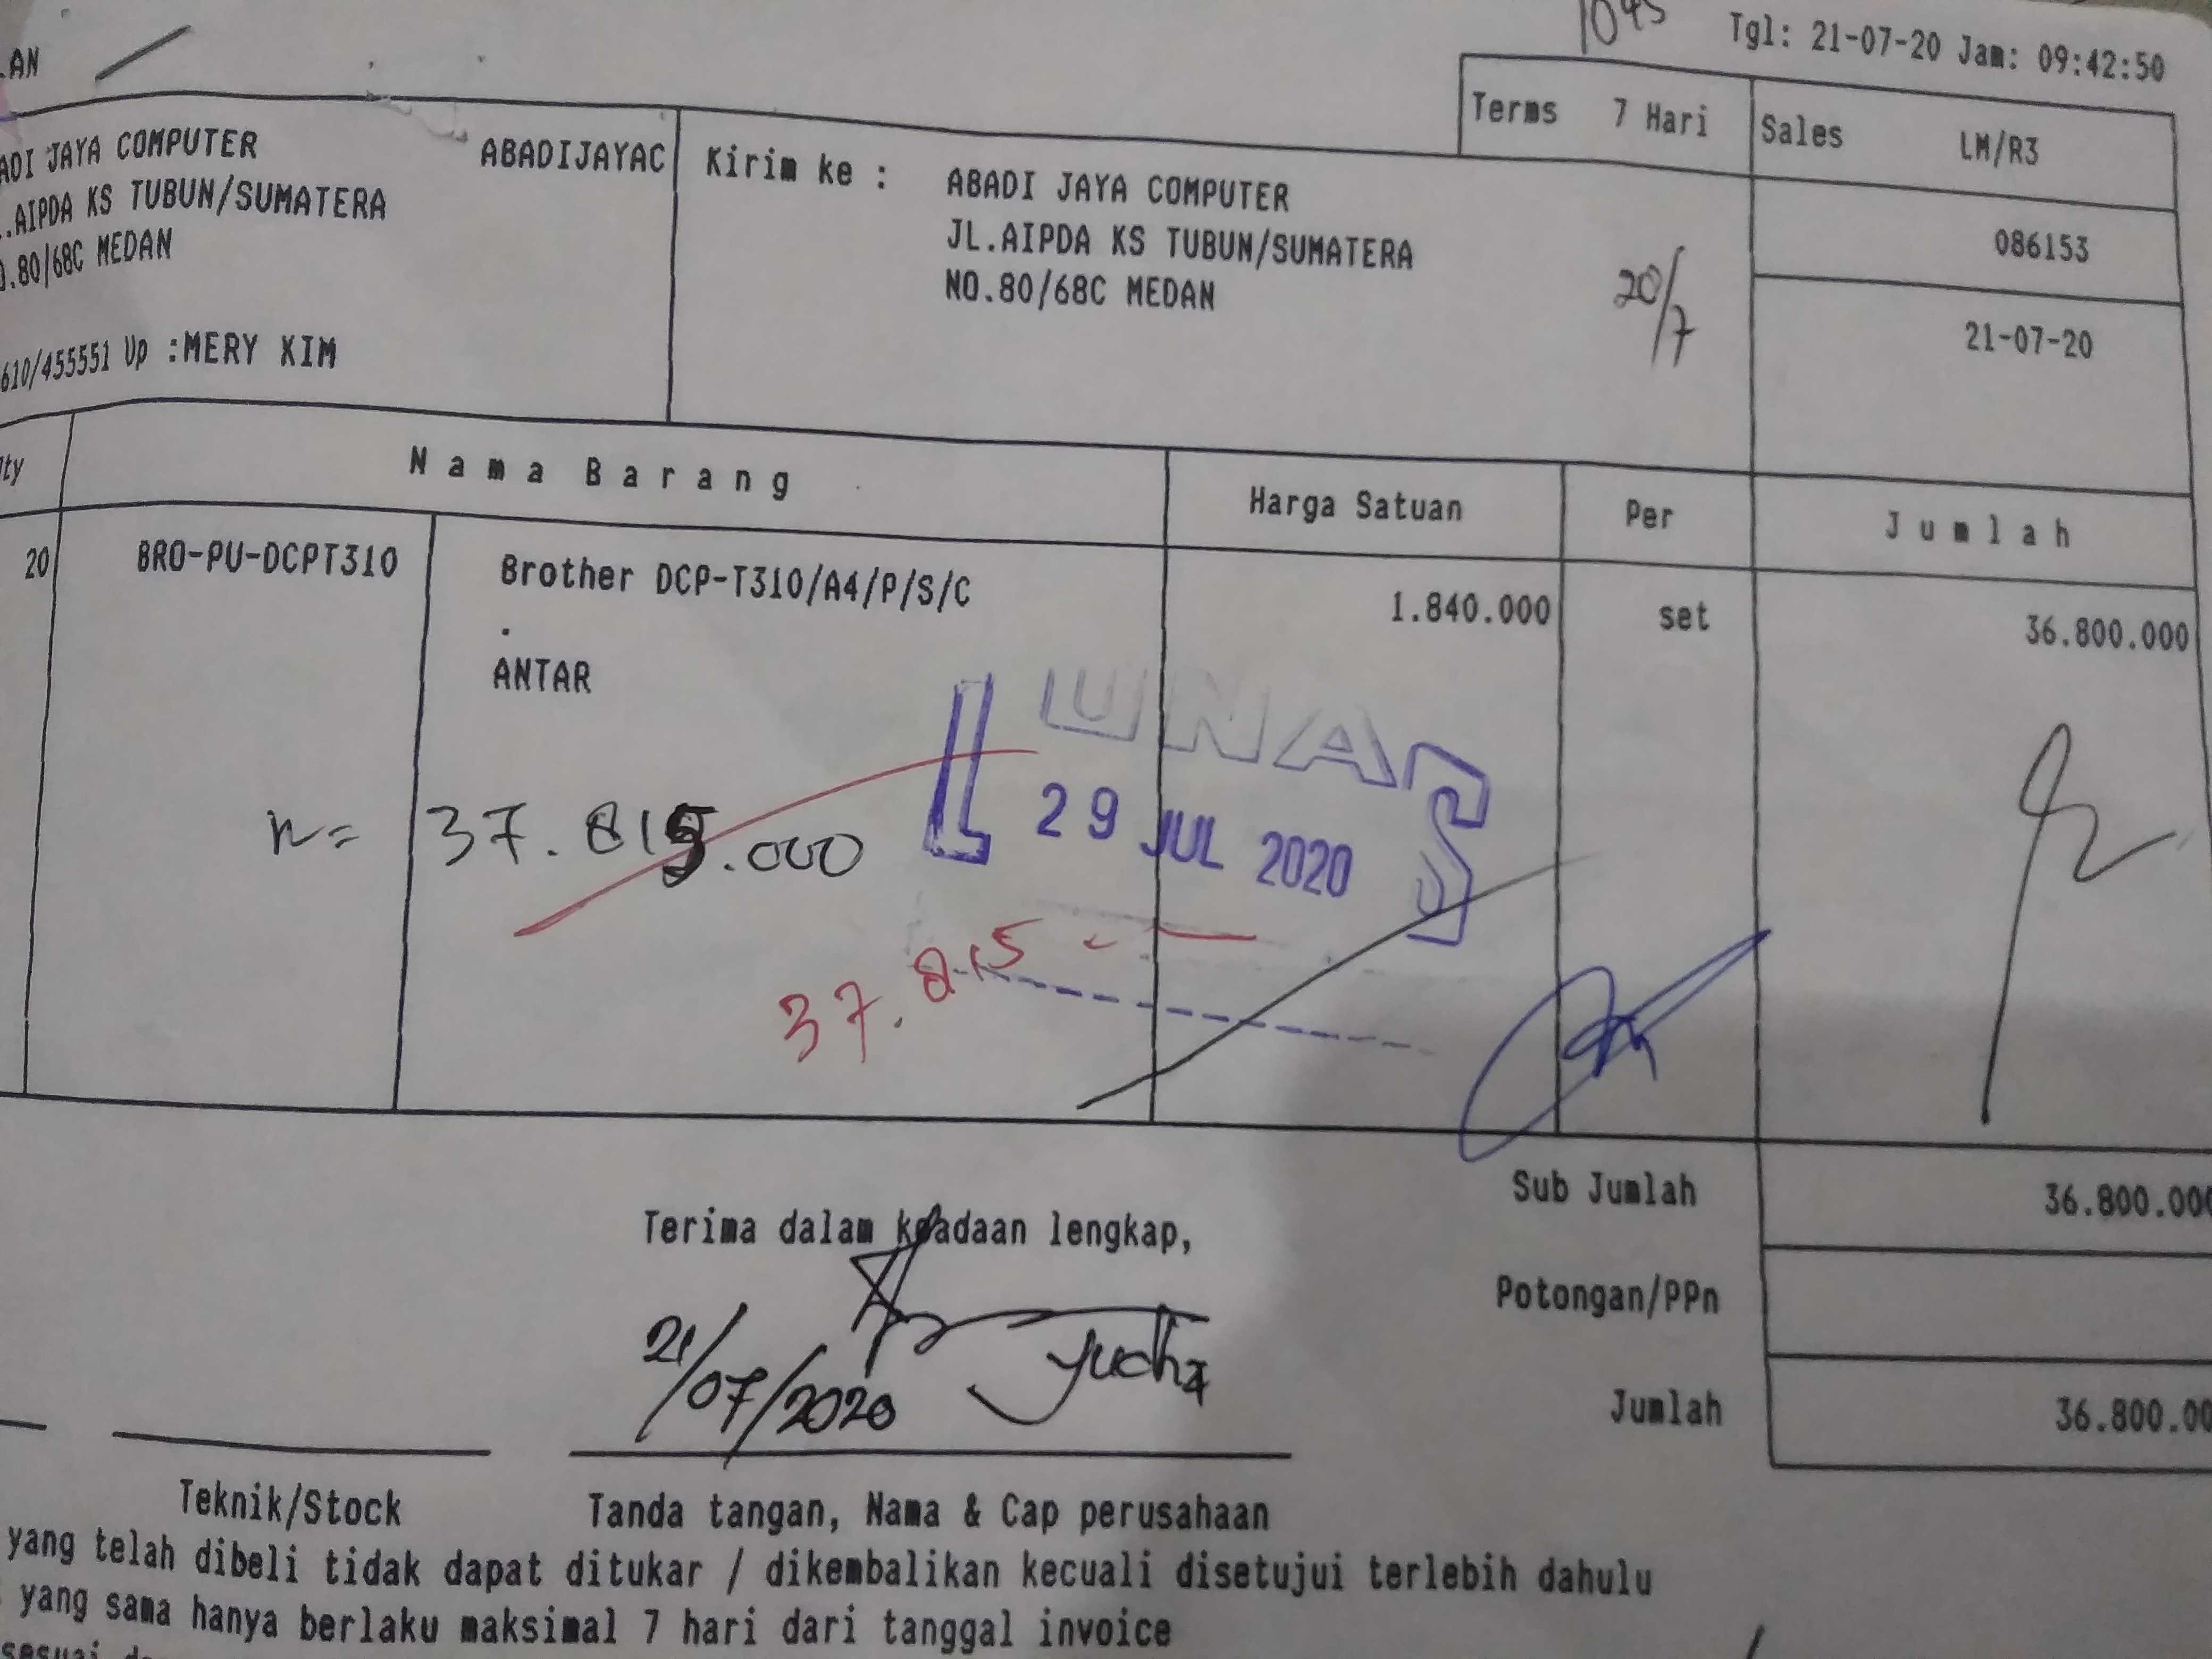 1095
Tgl: 21-07-20 Jam: 09:42:50
Terms 7 Hari
Sales LM/R3
ADI JAYA COMPUTER ABADIJAYAC
.AIPDA KS TUBUN/SUMATERA
.80/68C MEDAN
610/455551 Up :MERY KIM
Kirim ke : ABADI JAYA COMPUTER
JL.AIPDA KS TUBUN/SUMATERA
NO.80/68C MEDAN
20/7
086153
21-07-20
Nama Barang Harga Satuan Per Jumlah
20 BRO-PU-DCPT310 Brother DCP-T310/A4/P/S/C 1.840.000 set 36.800.000
.
ANTAR
LUNAS
29 JUL 2020
n= 37.815.000
37.815 - —
Sub Jumlah 36.800.000
Potongan/PPn
Jumlah 36.800.00
Terima dalam keadaan lengkap,
21/07/2020 Yudha
Teknik/Stock
Tanda tangan, Nama & Cap perusahaan
yang telah dibeli tidak dapat ditukar / dikembalikan kecuali disetujui terlebih dahulu
yang sama hanya berlaku maksimal 7 hari dari tanggal invoice